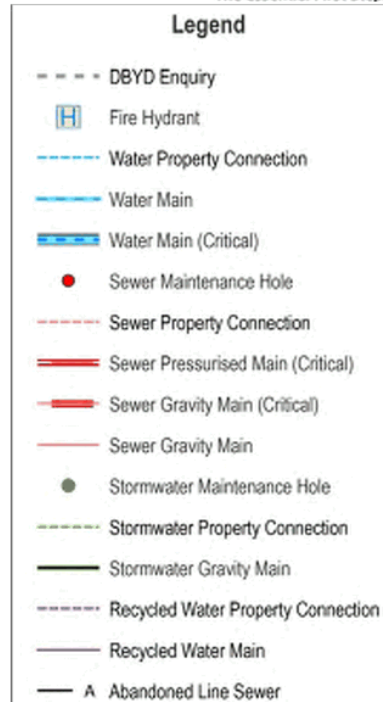 Legend
DBYD Enquiry
H Fire Hydrant
Water Property Connection
Water Main
Water Main (Critical)
Sewer Maintenance Hole
Sewer Property Connection
Sewer Pressurised Main (Critical)
Sewer Gravity Main (Critical)
Sewer Gravity Main
Stormwater Maintenance Hole
Stormwater Property Connection
Stormwater Gravity Main
Recycled Water Property Connection
Recycled Water Main
A Abandoned Line Sewer